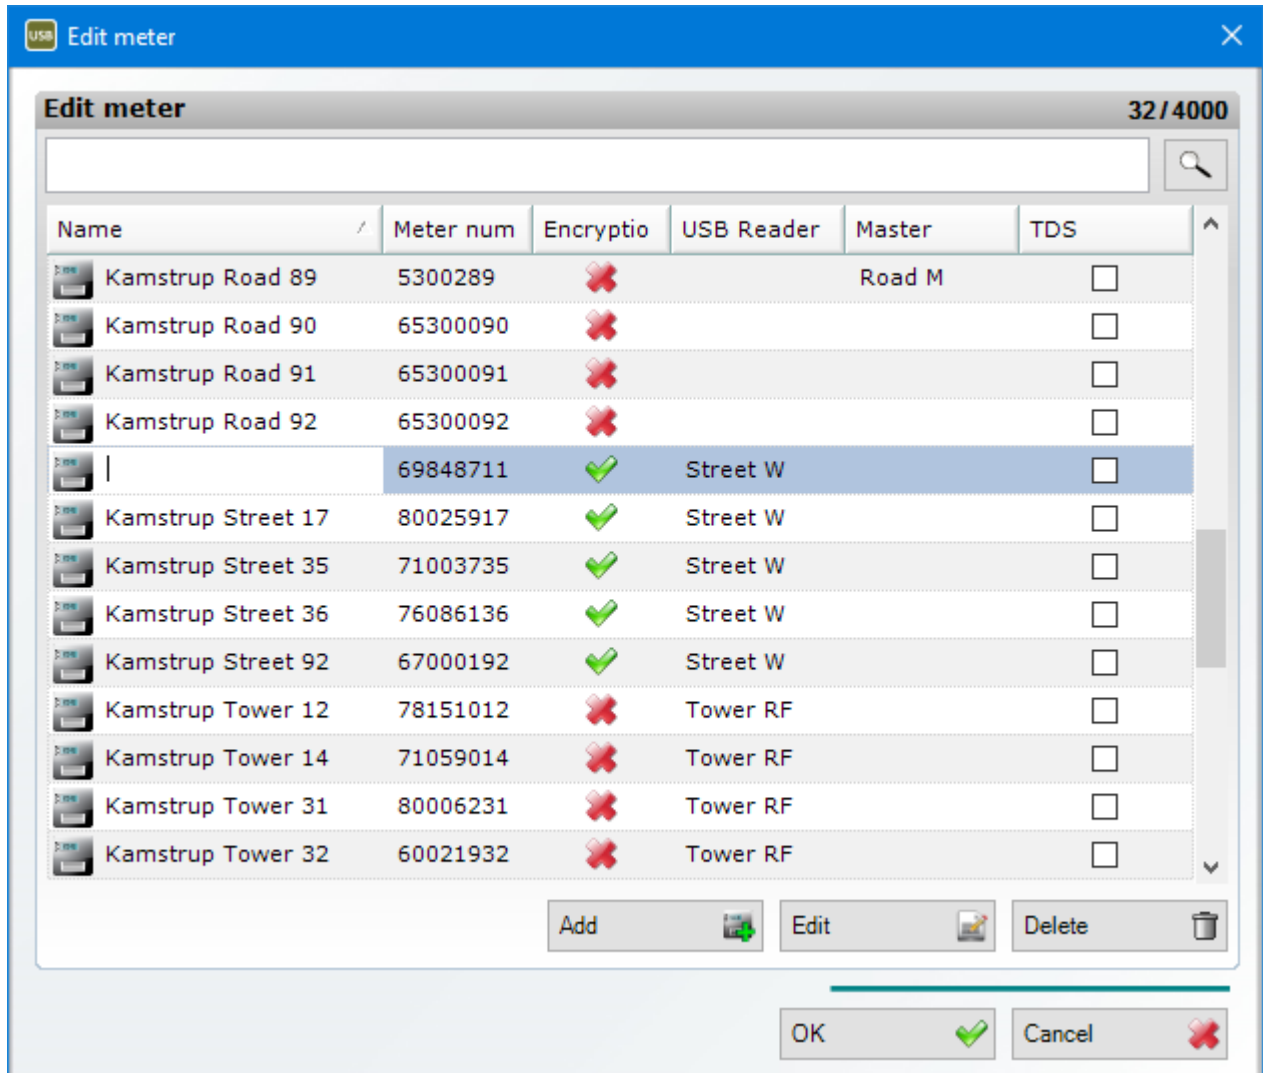 USB Edit meter
Edit meter 32/4000
Name Meter num Encryptio USB Reader Master TDS
Kamstrup Road 89 5300289 Road M
Kamstrup Road 90 65300090
Kamstrup Road 91 65300091
Kamstrup Road 92 65300092
69848711 Street W
Kamstrup Street 17 80025917 Street W
Kamstrup Street 35 71003735 Street W
Kamstrup Street 36 76086136 Street W
Kamstrup Street 92 67000192 Street W
Kamstrup Tower 12 78151012 Tower RF
Kamstrup Tower 14 71059014 Tower RF
Kamstrup Tower 31 80006231 Tower RF
Kamstrup Tower 32 60021932 Tower RF
Add Edit Delete
OK Cancel